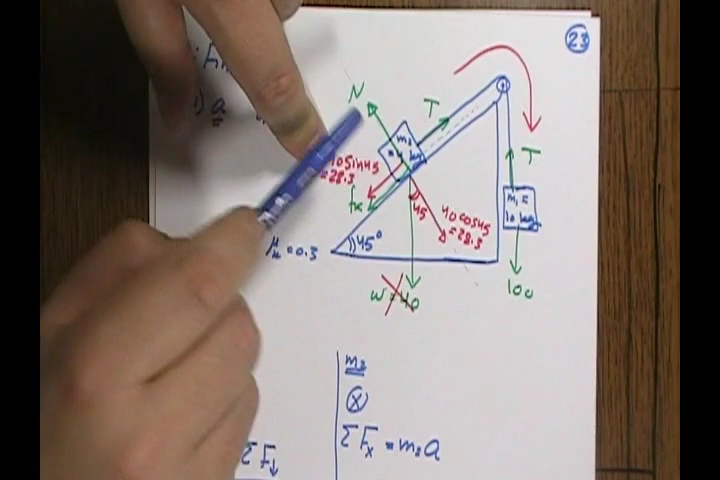 23
N
T
m₂
40sin45
=28.3
T
fk
45
40cos45
=28.3
m₁=
10 kg
μk=0.3
45°
w=40
100
m₂
X
ΣF↓
ΣFx=m₂a